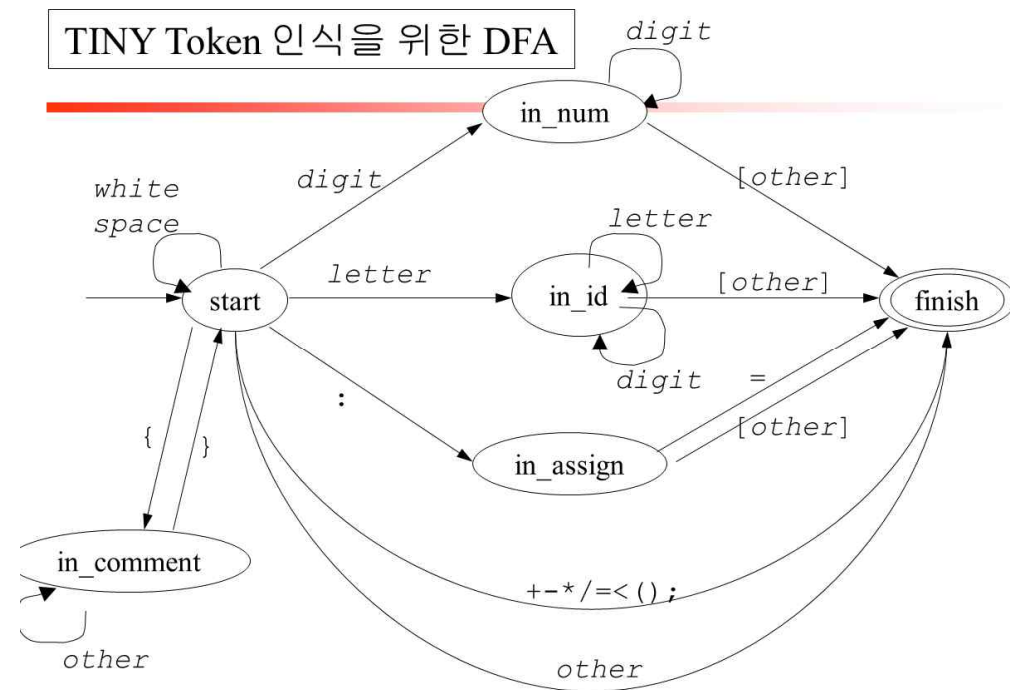 TINY Token 인식을 위한 DFA
digit
in_num
digit
[other]
white
space
letter
letter
start
in_id
[other]
finish
digit
=
:
[other]
{
}
in_assign
in_comment
+-*/=<();
other
other